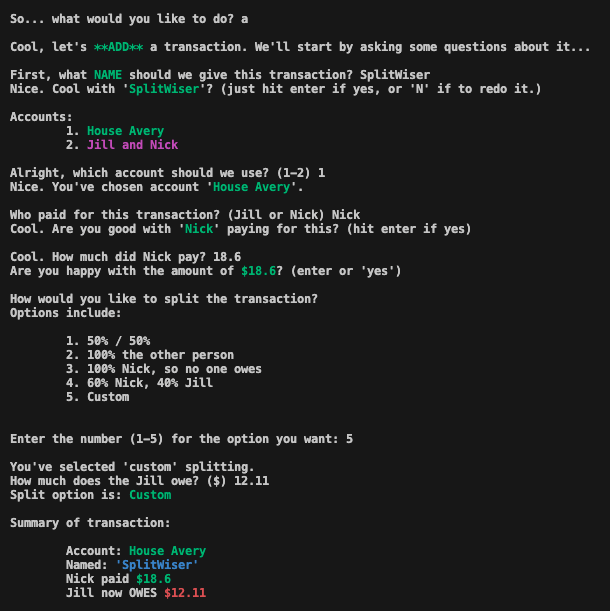 So... what would you like to do? a
Cool, let's **ADD** a transaction. We'll start by asking some questions about it...
First, what NAME should we give this transaction? SplitWiser
Nice. Cool with 'SplitWiser'? (just hit enter if yes, or 'N' if to redo it.)
Accounts:
1. House Avery
2. Jill and Nick
Alright, which account should we use? (1–2) 1
Nice. You've chosen account 'House Avery'.
Who paid for this transaction? (Jill or Nick) Nick
Cool. Are you good with 'Nick' paying for this? (hit enter if yes)
Cool. How much did Nick pay? 18.6
Are you happy with the amount of $18.6? (enter or 'yes')
How would you like to split the transaction?
Options include:
1. 50% / 50%
2. 100% the other person
3. 100% Nick, so no one owes
4. 60% Nick, 40% Jill
5. Custom
Enter the number (1–5) for the option you want: 5
You've selected 'custom' splitting.
How much does the Jill owe? ($) 12.11
Split option is: Custom
Summary of transaction:
Account: House Avery
Named: 'SplitWiser'
Nick paid $18.6
Jill now OWES $12.11